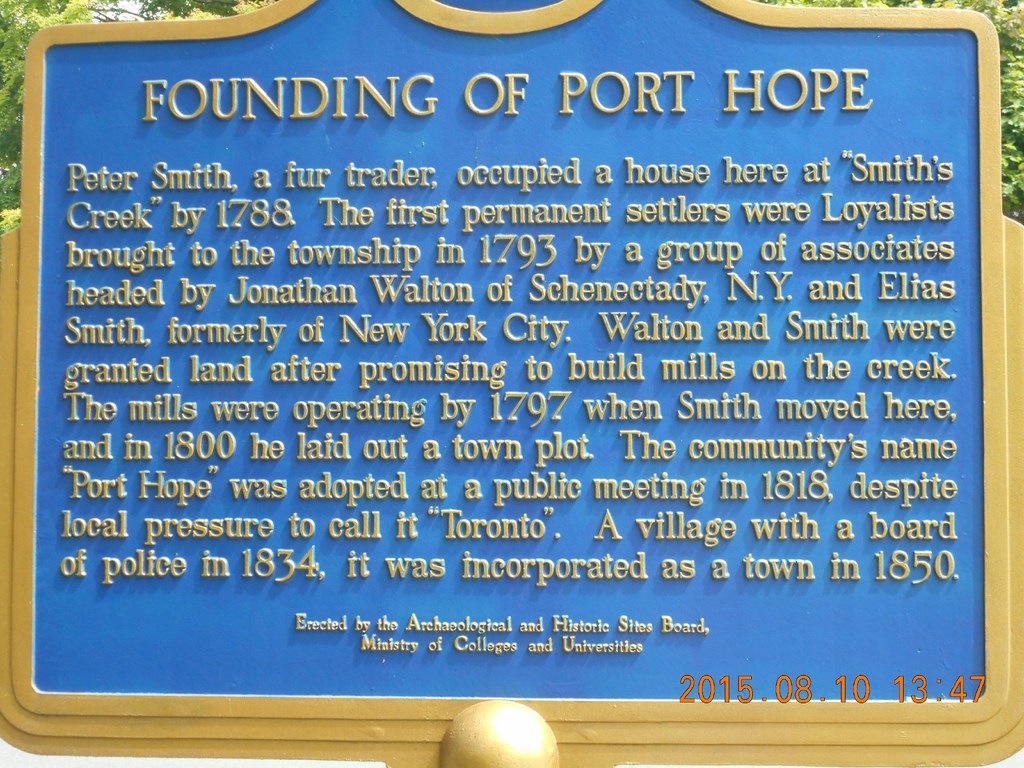 FOUNDING OF PORT HOPE
Peter Smith, a fur trader, occupied a house here at "Smith's
Creek" by 1788. The first permanent settlers were Loyalists
brought to the township in 1793 by a group of associates
headed by Jonathan Walton of Schenectady, N.Y. and Elias
Smith, formerly of New York City. Walton and Smith were
granted land after promising to build mills on the creek.
The mills were operating by 1797 when Smith moved here,
and in 1800 he laid out a town plot. The community's name
"Port Hope" was adopted at a public meeting in 1818, despite
local pressure to call it "Toronto". A village with a board
of police in 1834, it was incorporated as a town in 1850.
Erected by the Archaeological and Historic Sites Board,
Ministry of Colleges and Universities
2015.08.10 13:47